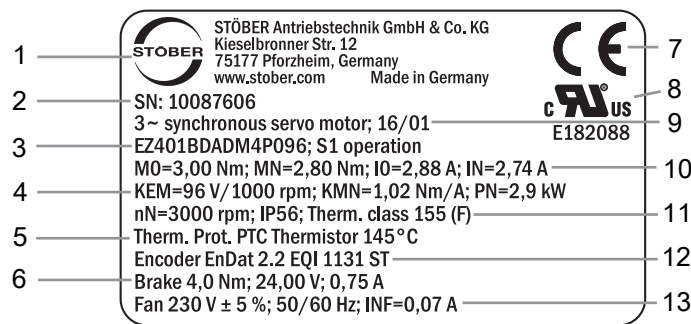 STÖBER Antriebstechnik GmbH & Co. KG
Kieselbronner Str. 12
75177 Pforzheim, Germany
www.stober.com Made in Germany
STÖBER
SN: 10087606
3~ synchronous servo motor; 16/01
EZ401BDADM4P096; S1 operation
M0=3,00 Nm; MN=2,80 Nm; I0=2,88 A; IN=2,74 A
KEM=96 V/1000 rpm; KMN=1,02 Nm/A; PN=2,9 kW
nN=3000 rpm; IP56; Therm. class 155 (F)
Therm. Prot. PTC Thermistor 145°C
Encoder EnDat 2.2 EQI 1131 ST
Brake 4,0 Nm; 24,00 V; 0,75 A
Fan 230 V ± 5 %; 50/60 Hz; INF=0,07 A
CE
c RU ® US
E182088
1
2
3
4
5
6
7
8
9
10
11
12
13